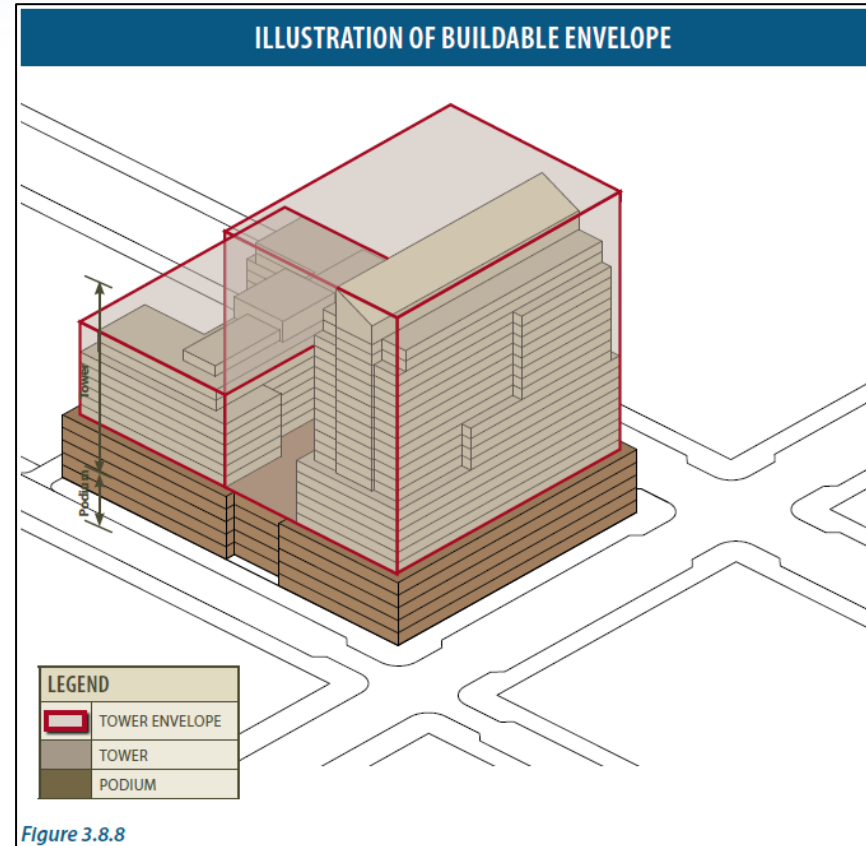 ILLUSTRATION OF BUILDABLE ENVELOPE
Tower
Podium
LEGEND
TOWER ENVELOPE
TOWER
PODIUM
Figure 3.8.8